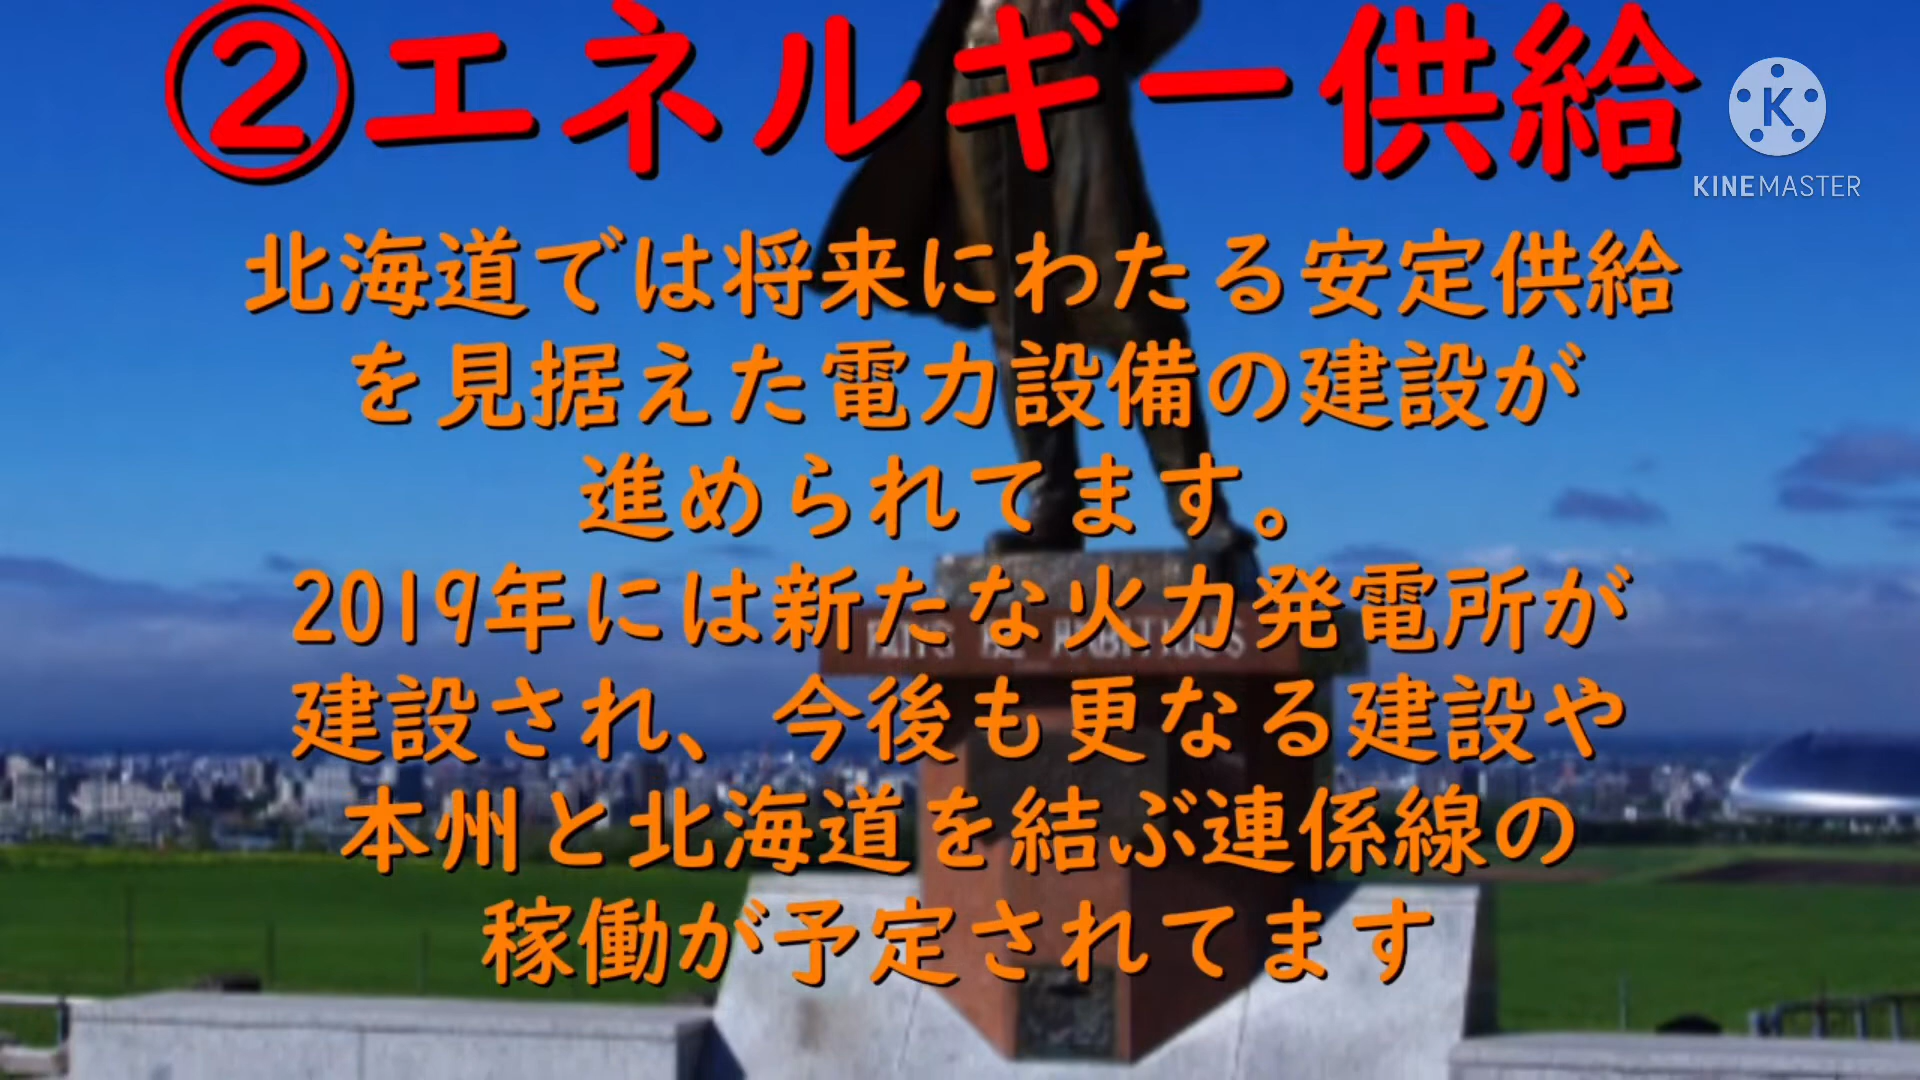 ②エネルギー供給
K
KINEMASTER
北海道では将来にわたる安定供給
を見据えた電力設備の建設が
進められてます。
2019年には新たな火力発電所が
建設され、今後も更なる建設や
本州と北海道を結ぶ連係線の
稼働が予定されてます
BE AMBITIOUS